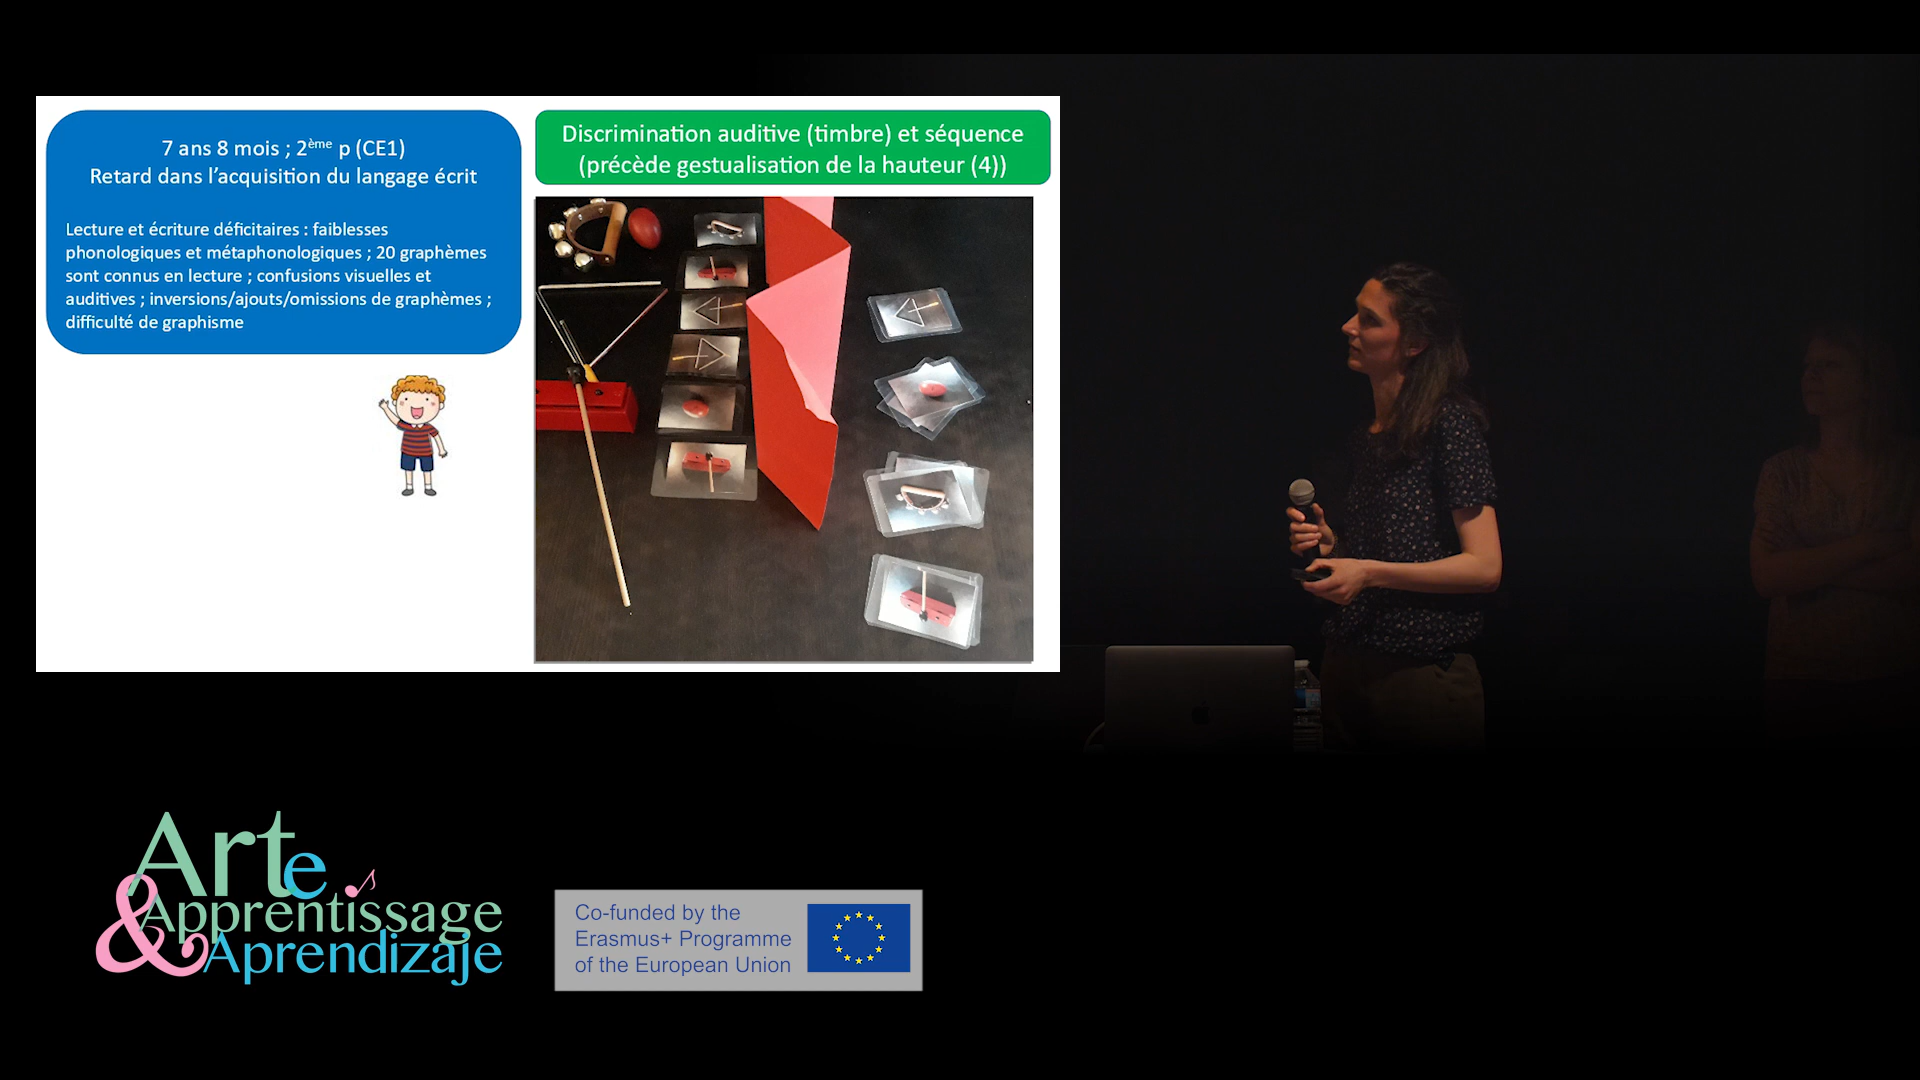 7 ans 8 mois ; 2ème p (CE1)
Retard dans l’acquisition du langage écrit
Lecture et écriture déficitaires : faiblesses
phonologiques et métaphonologiques ; 20 graphèmes
sont connus en lecture ; confusions visuelles et
auditives ; inversions/ajouts/omissions de graphèmes ;
difficulté de graphisme
Discrimination auditive (timbre) et séquence
(précède gestualisation de la hauteur (4))
Arte
& Apprentissage
Aprendizaje
Co-funded by the
Erasmus+ Programme
of the European Union